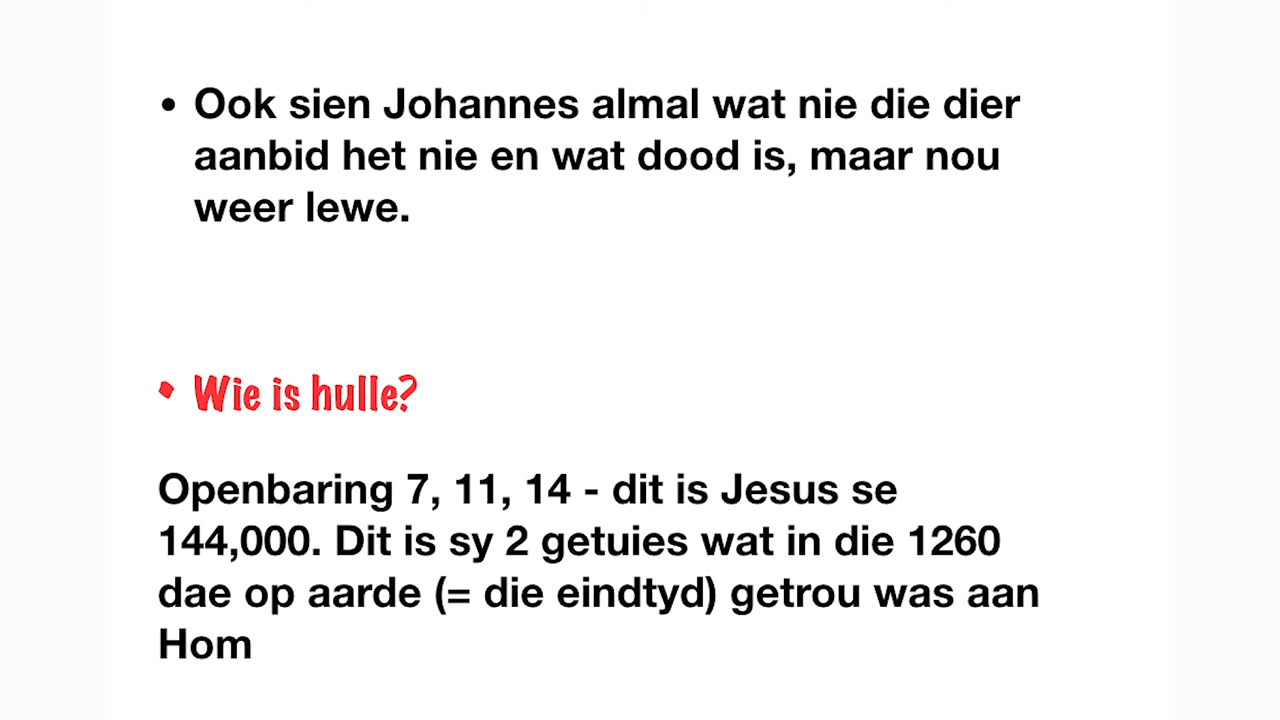 • Ook sien Johannes almal wat nie die dier
aanbid het nie en wat dood is, maar nou
weer lewe.
• Wie is hulle?
Openbaring 7, 11, 14 - dit is Jesus se
144,000. Dit is sy 2 getuies wat in die 1260
dae op aarde (= die eindtyd) getrou was aan
Hom